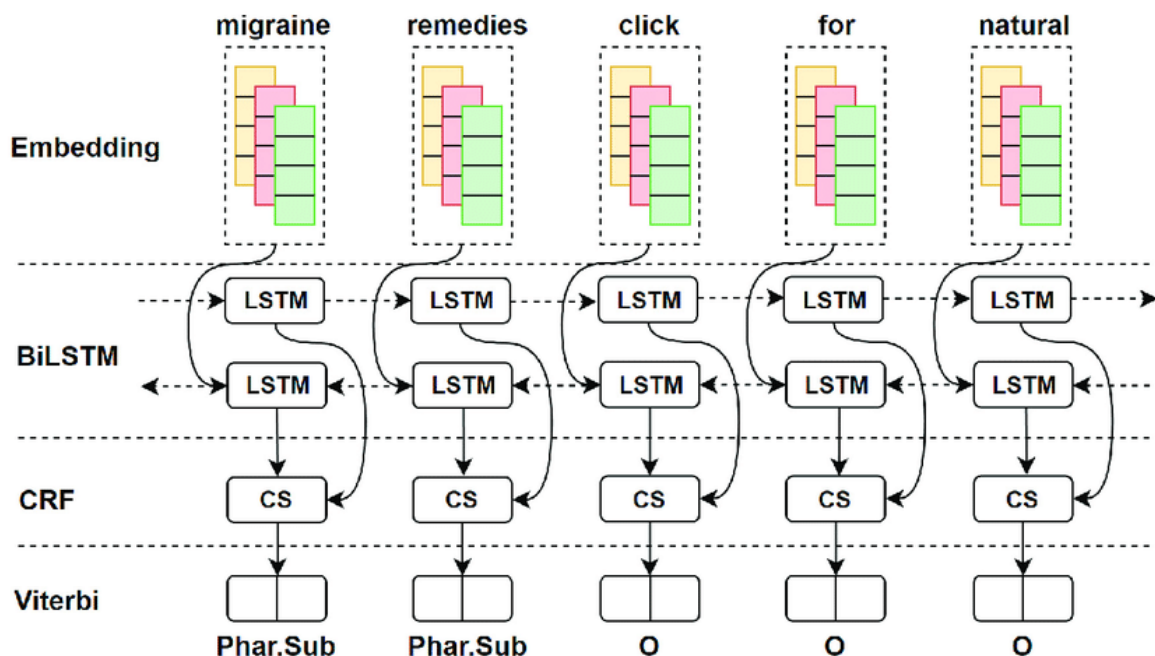 migraine remedies click for natural
Embedding
LSTM LSTM LSTM LSTM LSTM
BiLSTM
LSTM LSTM LSTM LSTM LSTM
CRF CS CS CS CS CS
Viterbi
Phar.Sub Phar.Sub O O O